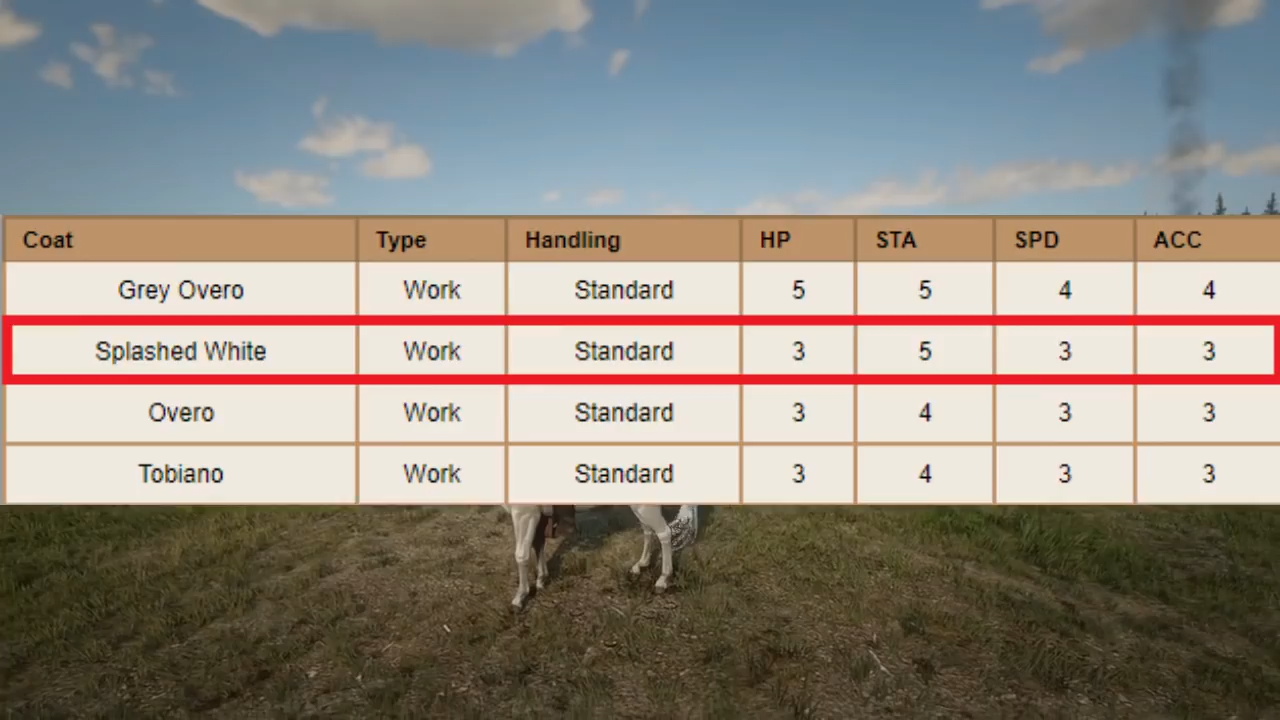 Coat Type Handling HP STA SPD ACC
Grey Overo Work Standard 5 5 4 4
Splashed White Work Standard 3 5 3 3
Overo Work Standard 3 4 3 3
Tobiano Work Standard 3 4 3 3